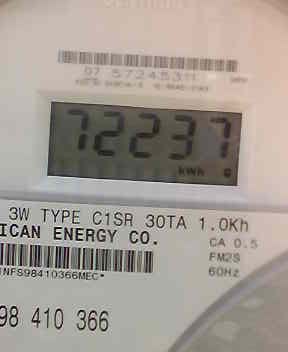 07 57245311
72237
kWh
3W TYPE C1SR 30TA 1.0Kh
ICAN ENERGY CO.
CA 0.5
FM2S
60Hz
NFS98410366MEC*
98 410 366